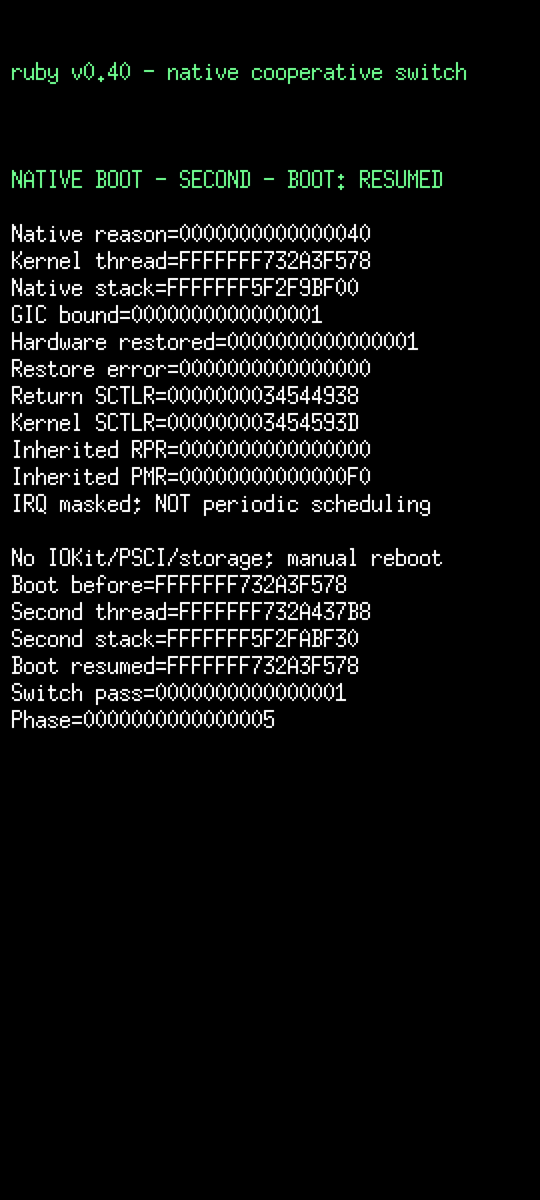 ruby v0.40 - native cooperative switch
NATIVE BOOT - SECOND - BOOT: RESUMED
Native reason=0000000000000040
Kernel thread=FFFFFFF732A3F578
Native stack=FFFFFFF5F2F9BF00
GIC bound=0000000000000001
Hardware restored=0000000000000001
Restore error=0000000000000000
Return SCTLR=0000000034544938
Kernel SCTLR=000000003454593D
Inherited RPR=0000000000000000
Inherited PMR=00000000000000F0
IRQ masked; NOT periodic scheduling
No IOKit/PSCI/storage; manual reboot
Boot before=FFFFFFF732A3F578
Second thread=FFFFFFF732A437B8
Second stack=FFFFFFF5F2FABF30
Boot resumed=FFFFFFF732A3F578
Switch pass=0000000000000001
Phase=0000000000000005